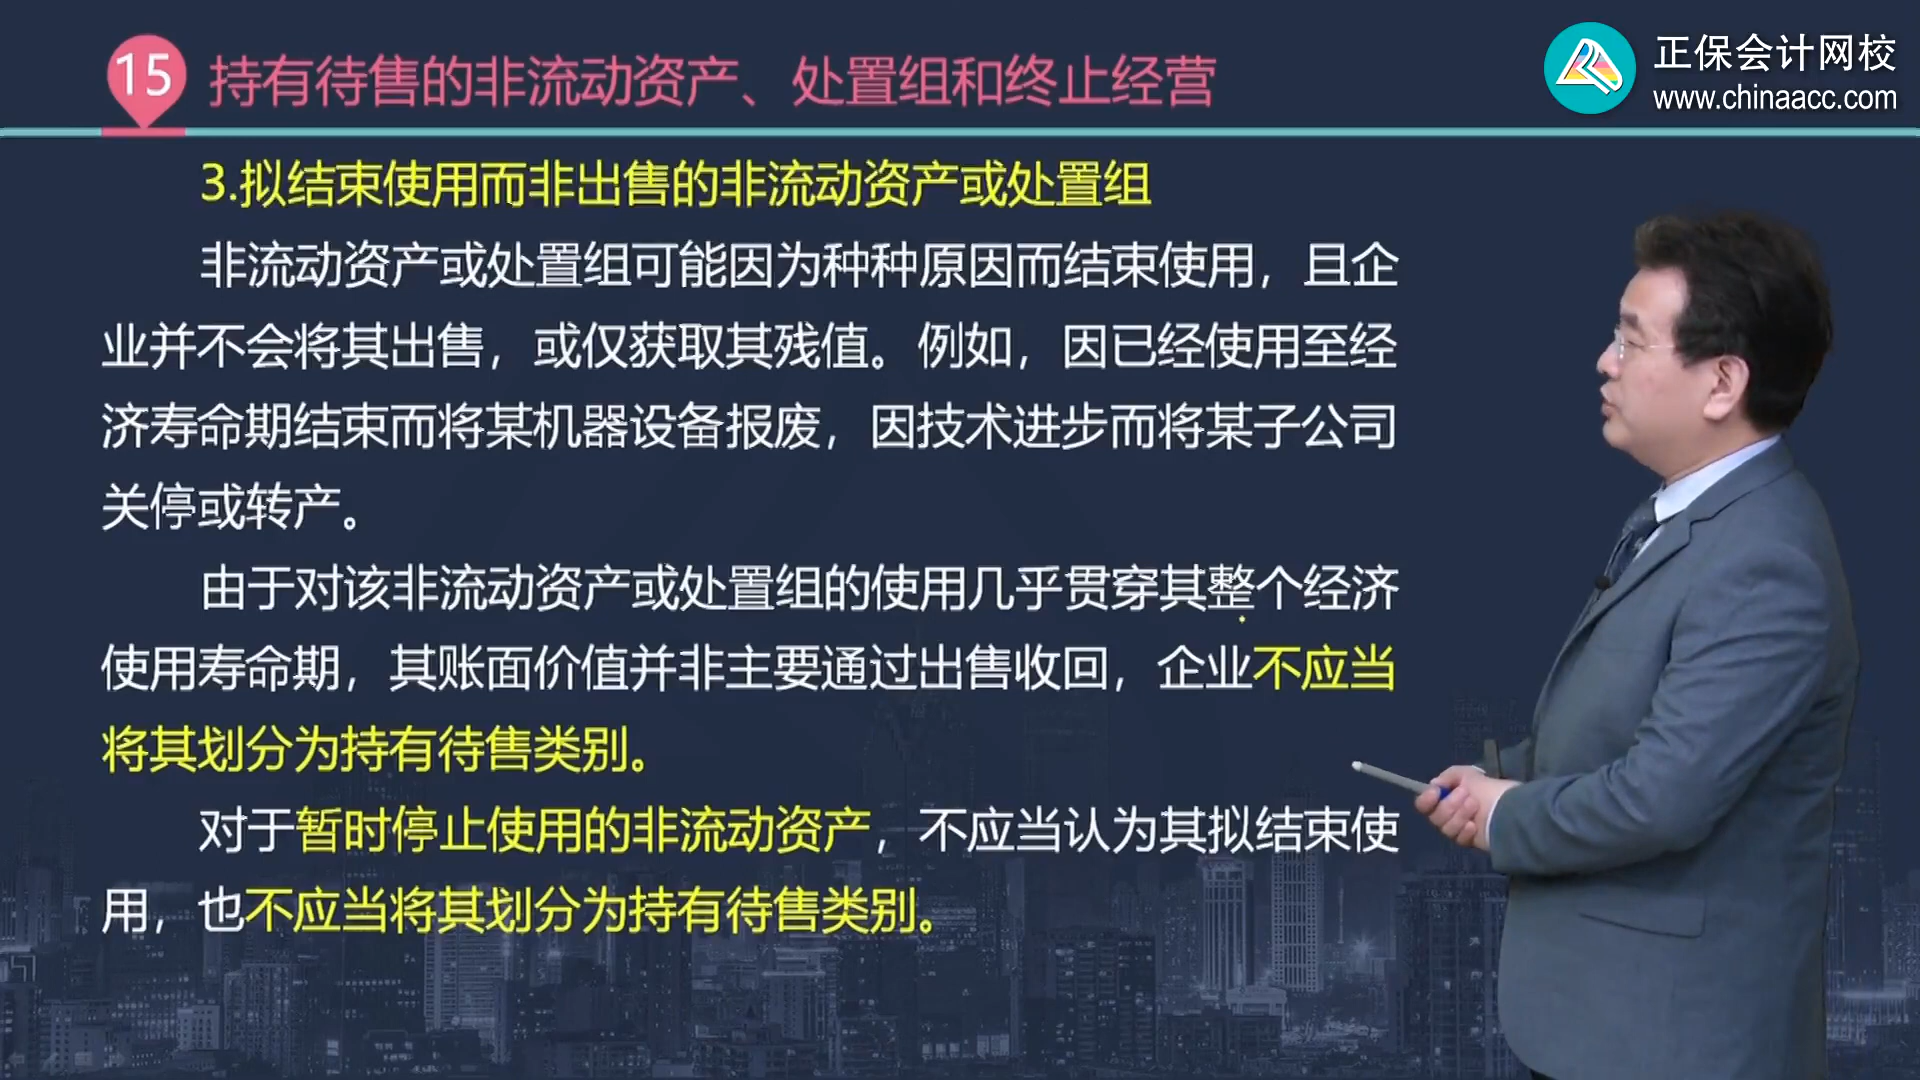 15 持有待售的非流动资产、处置组和终止经营
正保会计网校
www.chinaacc.com
3.拟结束使用而非出售的非流动资产或处置组
非流动资产或处置组可能因为种种原因而结束使用，且企
业并不会将其出售，或仅获取其残值。例如，因已经使用至经
济寿命期结束而将某机器设备报废，因技术进步而将某子公司
关停或转产。
由于对该非流动资产或处置组的使用几乎贯穿其整个经济
使用寿命期，其账面价值并非主要通过出售收回，企业不应当
将其划分为持有待售类别。
对于暂时停止使用的非流动资产，不应当认为其拟结束使
用，也不应当将其划分为持有待售类别。